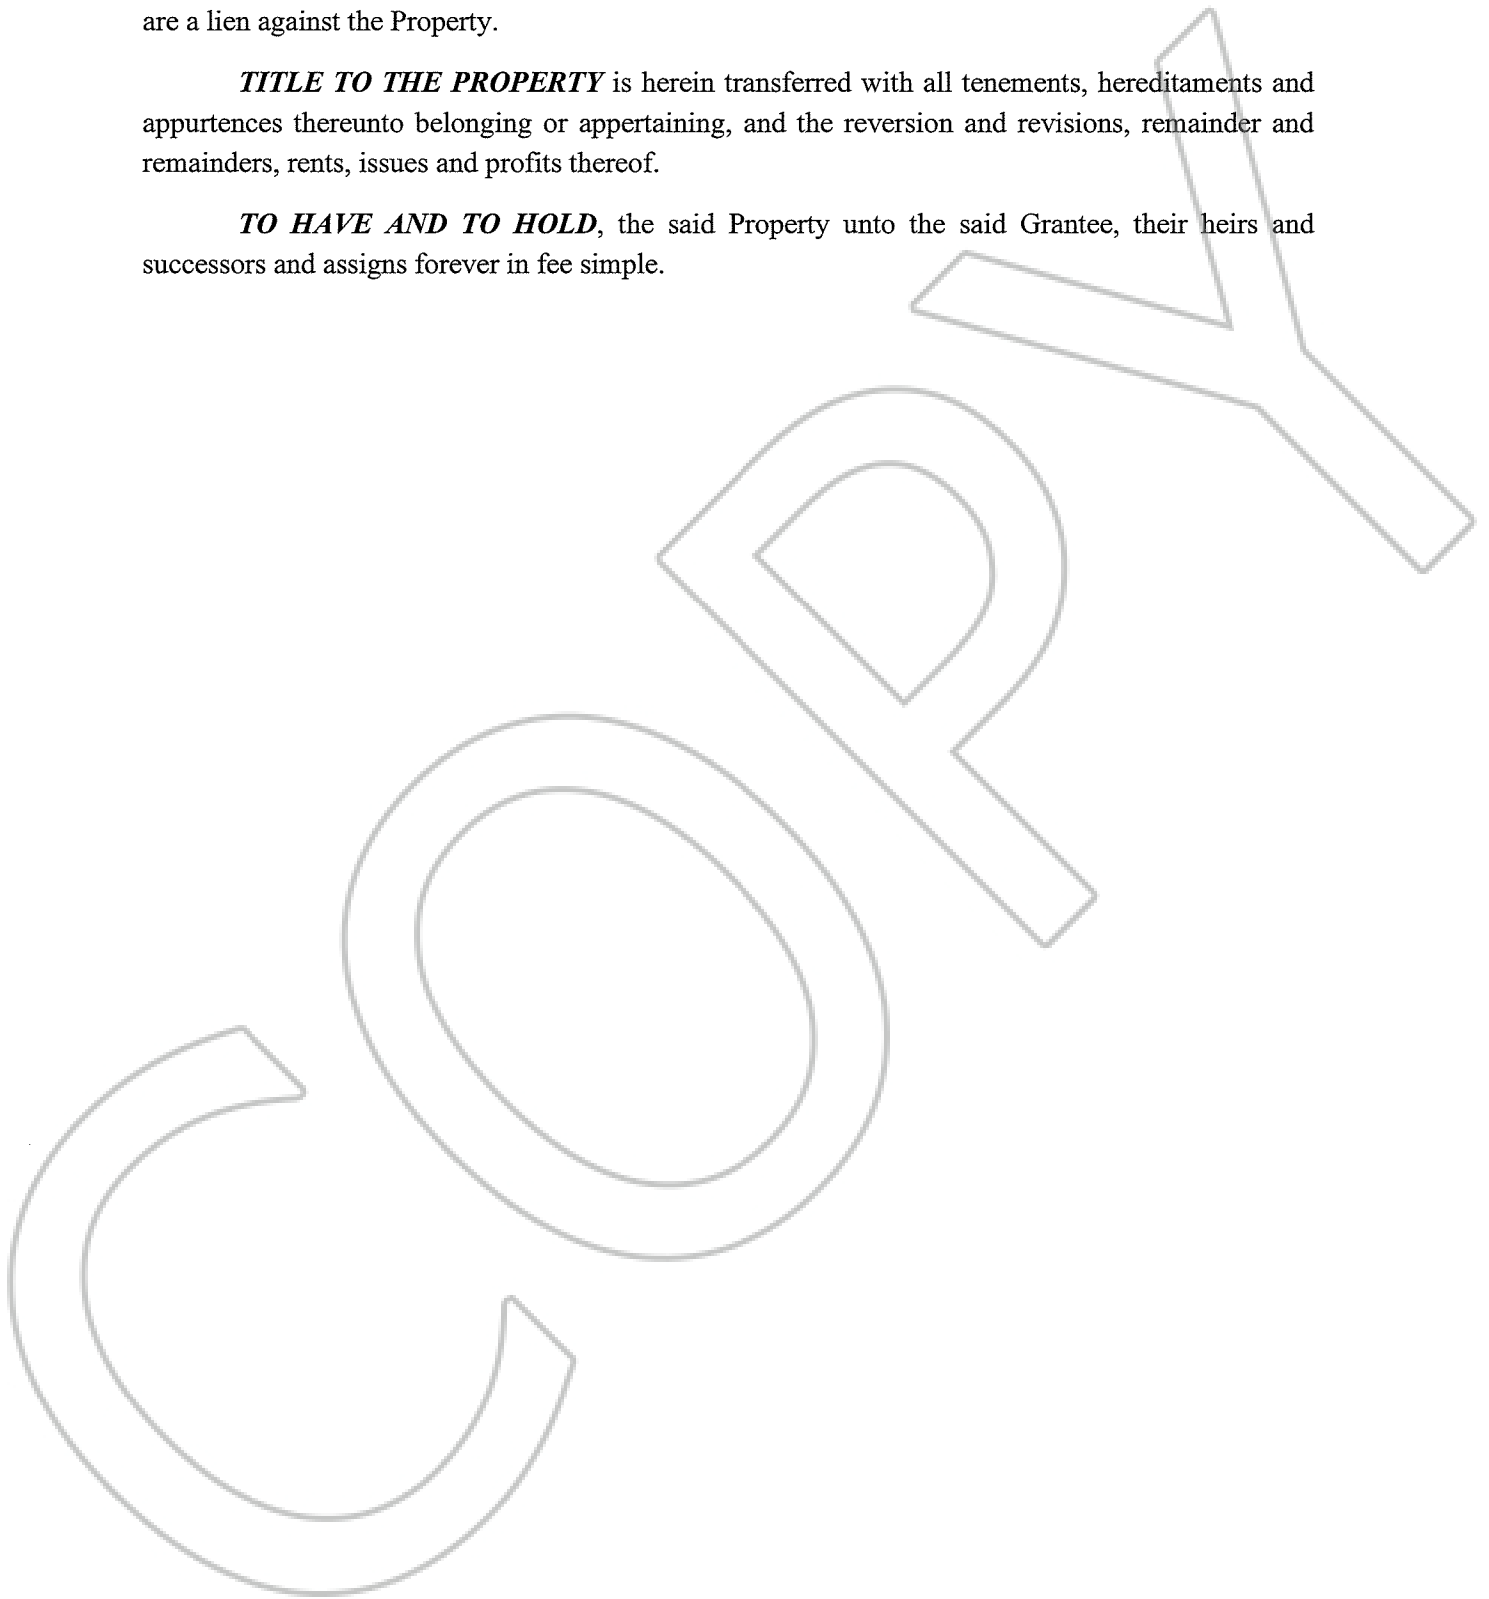 are a lien against the Property.
TITLE TO THE PROPERTY is herein transferred with all tenements, hereditaments and
appurtences thereunto belonging or appertaining, and the reversion and revisions, remainder and
remainders, rents, issues and profits thereof.
TO HAVE AND TO HOLD, the said Property unto the said Grantee, their heirs and
successors and assigns forever in fee simple.
COPY